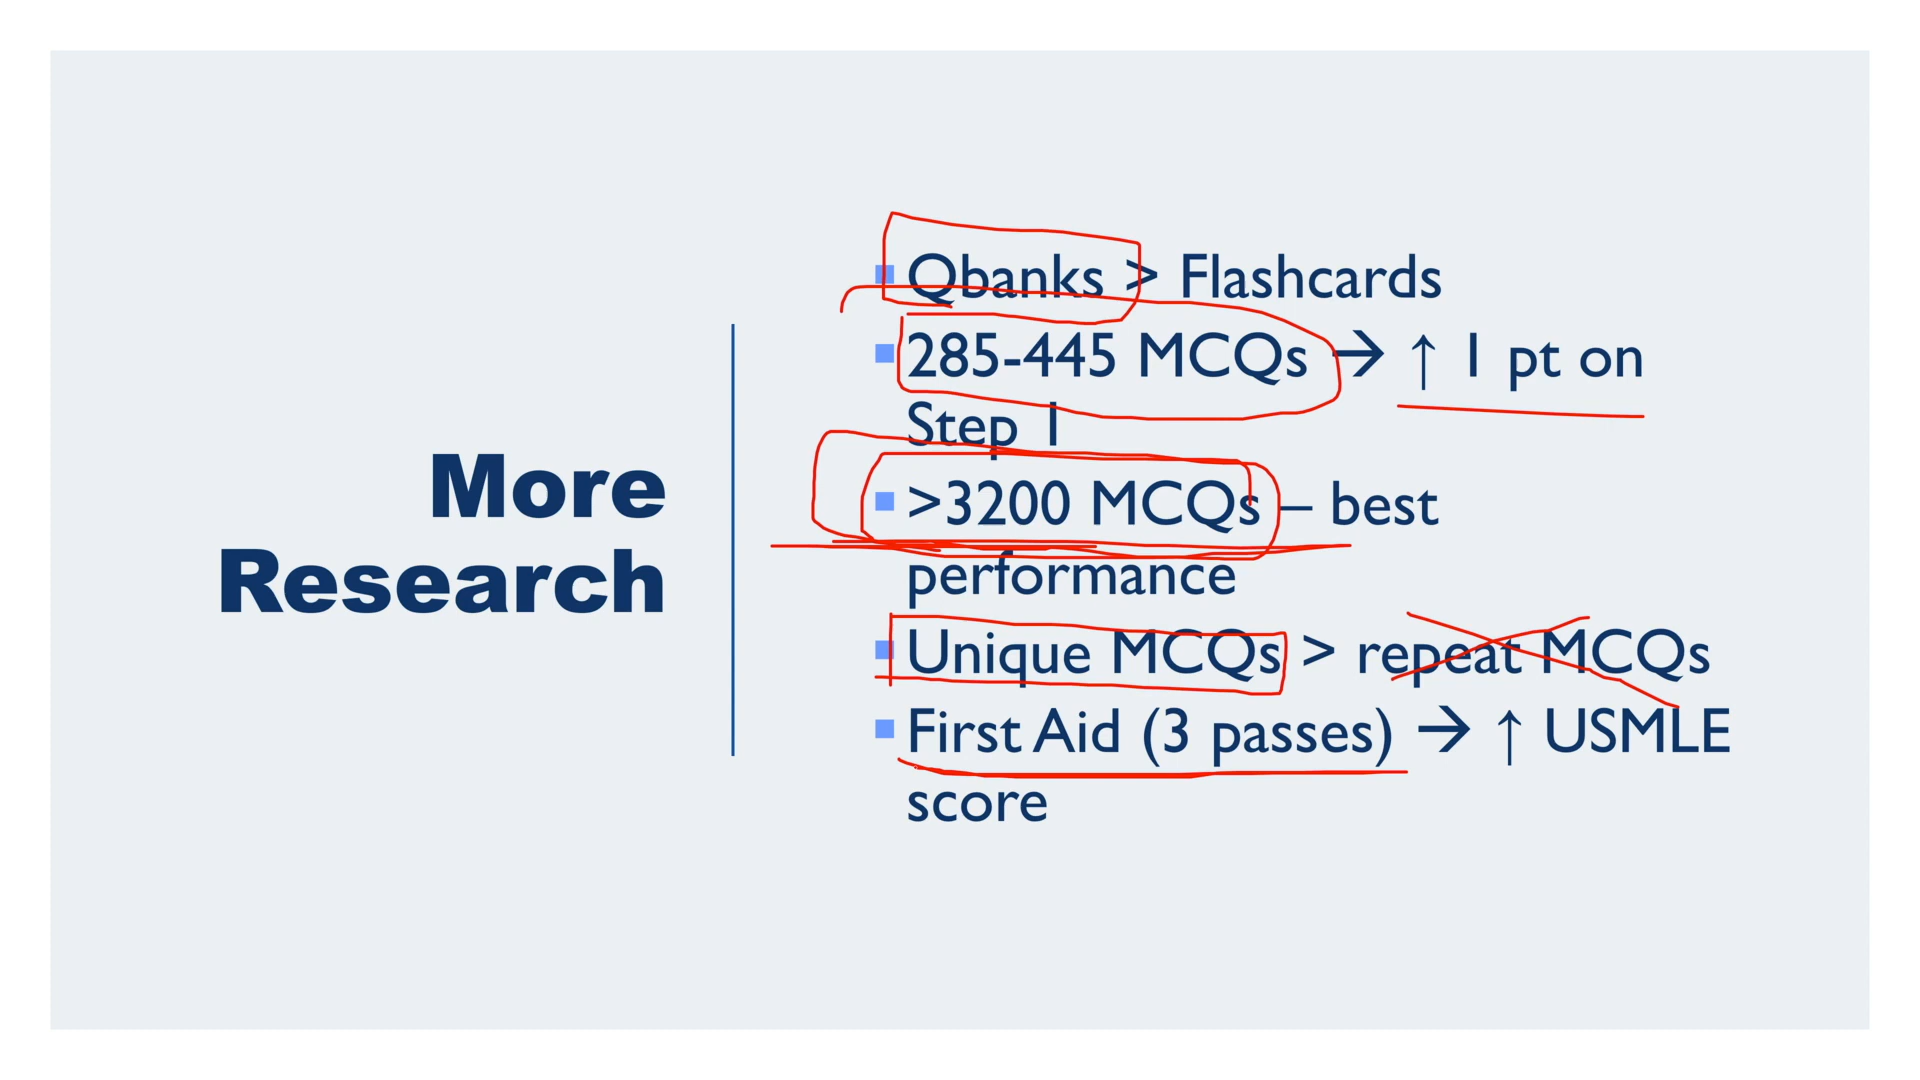 More
Research
Qbanks > Flashcards
285-445 MCQs → ↑ 1 pt on
Step 1
>3200 MCQs – best
performance
Unique MCQs > repeat MCQs
First Aid (3 passes) → ↑ USMLE
score